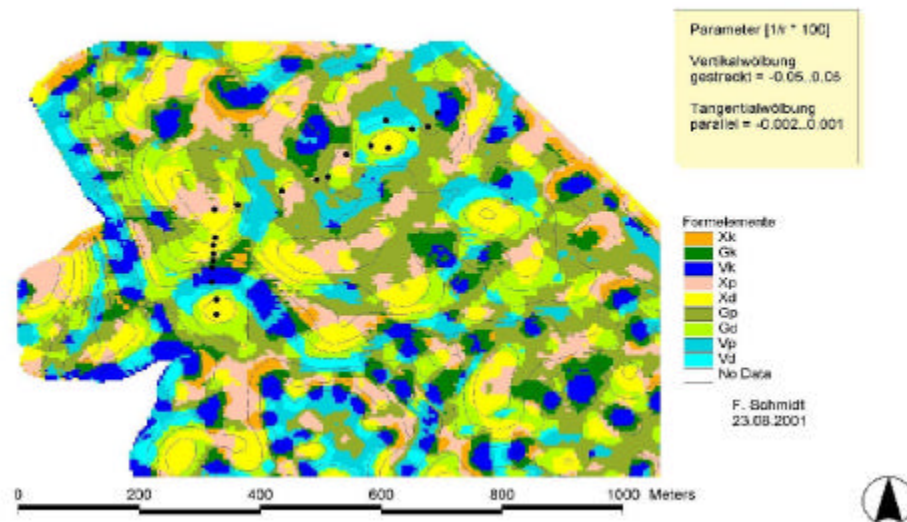 Parameter [1/r * 100]
Vertikalwölbung
gestreckt = -0.05..0.05
Tangentialwölbung
parallel = -0.002..0.001
Formelemente
Xk
Gk
Vk
Xp
Xd
Gp
Gd
Vp
Vd
No Data
F. Schmidt
23.08.2001
0 200 400 600 800 1000 Meters